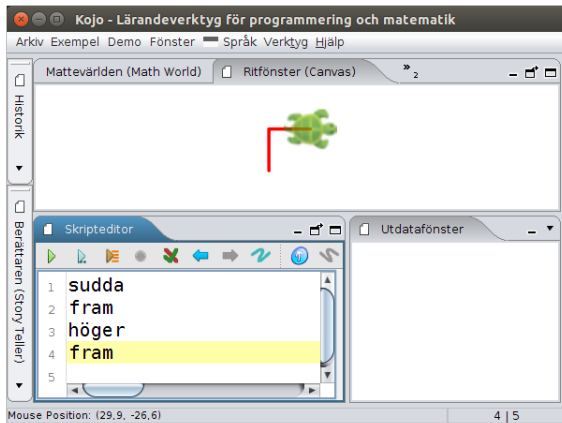 Kojo - Lärandeverktyg för programmering och matematik
Arkiv Exempel Demo Fönster Språk Verktyg Hjälp
Historik
Mattevärlden (Math World) Ritfönster (Canvas) » 2
Berättaren (Story Teller)
Skripteditor
Utdatafönster
1 sudda
2 fram
3 höger
4 fram
5
Mouse Position: (29,9, -26,6) 4 | 5